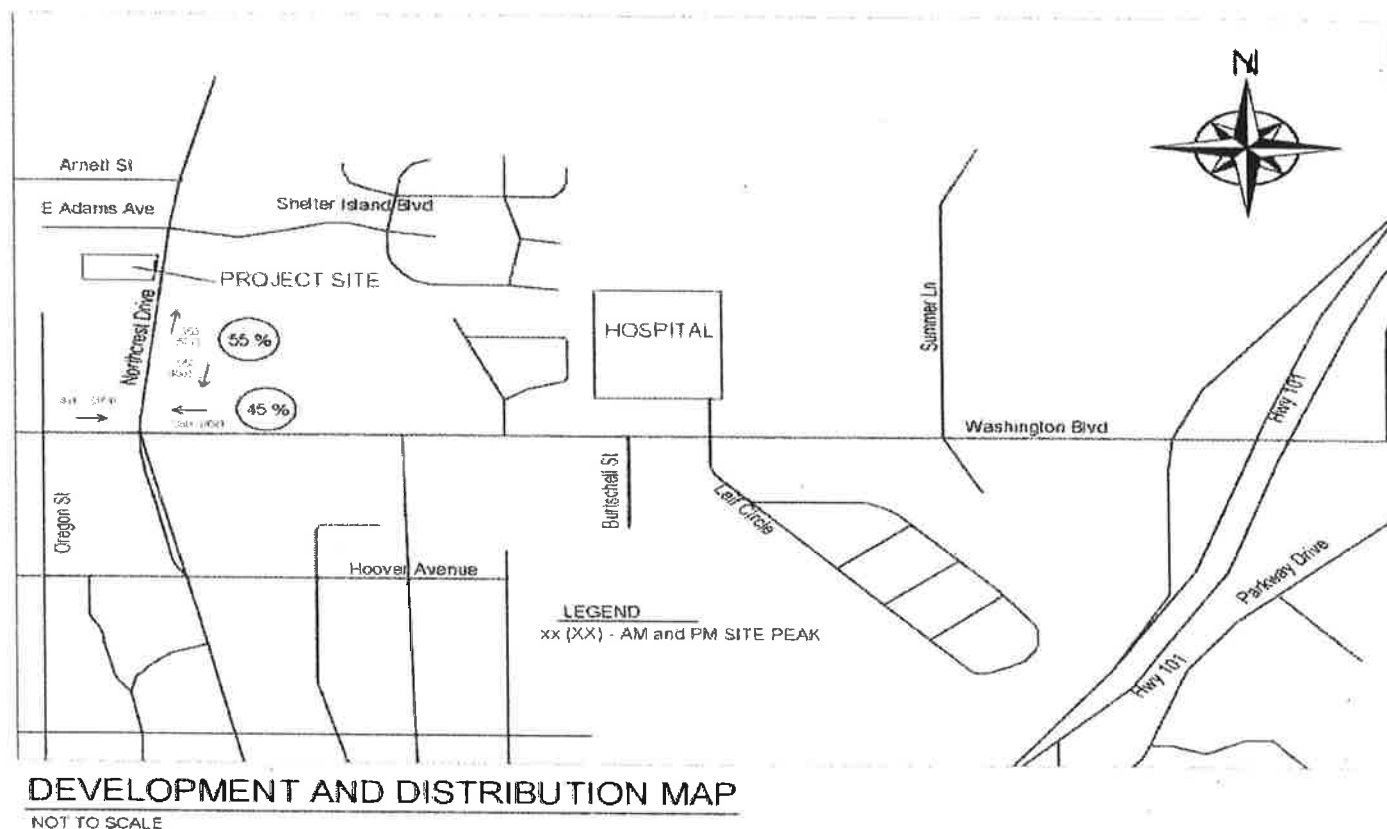 N
Arnett St
E Adams Ave
Shelter Island Blvd
PROJECT SITE
Northcrest Drive
55 %
45 %
HOSPITAL
Summer Ln
Hwy 101
Washington Blvd
Oregon St
Burtschell St
Leif Circle
Hoover Avenue
Parkway Drive
LEGEND
xx (XX) - AM and PM SITE PEAK
Hwy 101
DEVELOPMENT AND DISTRIBUTION MAP
NOT TO SCALE